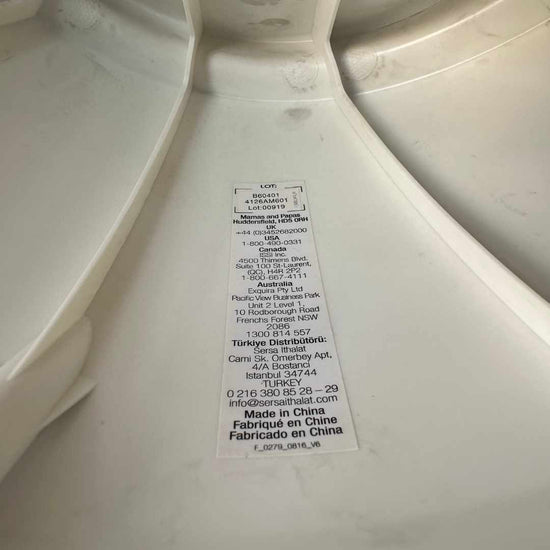 LOT:
B60401
4126AM601
Lot:00919
Mamas and Papas
Huddersfield, HD5 0RH
UK
+44 (0)3452682000
USA
1-800-490-0331
Canada
ISSI Inc.
4500 Thimens Blvd.
Suite 100 St-Laurent,
(QC), H4R 2P2
1-800-667-4111
Australia
Exquira Pty Ltd
Pacific View Business Park
Unit 2 Level 1,
10 Rodborough Road
Frenchs Forest NSW
2086
1300 814 557
Türkiye Distribütörü:
Sersa Ithalat
Cami Sk. Omerbey Apt,
4/A Bostanci
Istanbul 34744
TURKEY
0 216 380 85 28 – 29
info@sersaithalat.com
Made in China
Fabriqué en Chine
Fabricado en China
F_0279_0816_V6